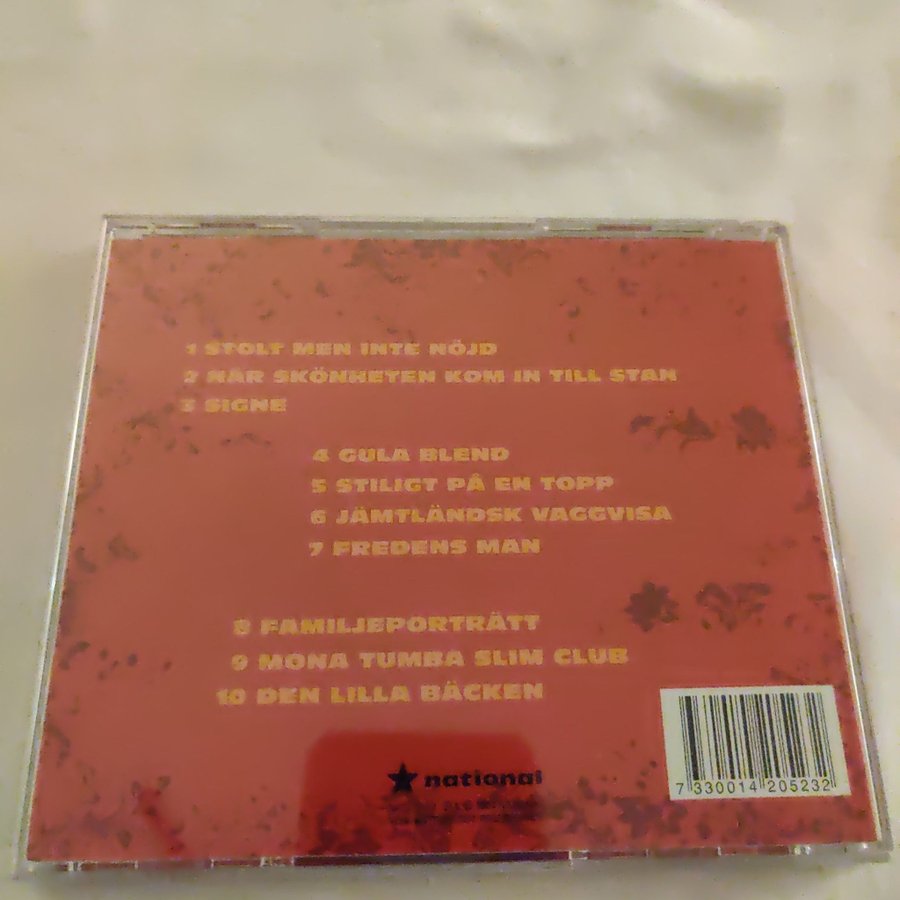 1 STOLT MEN INTE NÖJD
2 NÄR SKÖNHETEN KOM IN TILL STAN
3 SIGNE
4 GULA BLEND
5 STILIGT PÅ EN TOPP
6 JÄMTLÄNDSK VAGGVISA
7 FREDENS MAN
8 FAMILJEPORTRÄTT
9 MONA TUMBA SLIM CLUB
10 DEN LILLA BÄCKEN
national
7 330014 205232